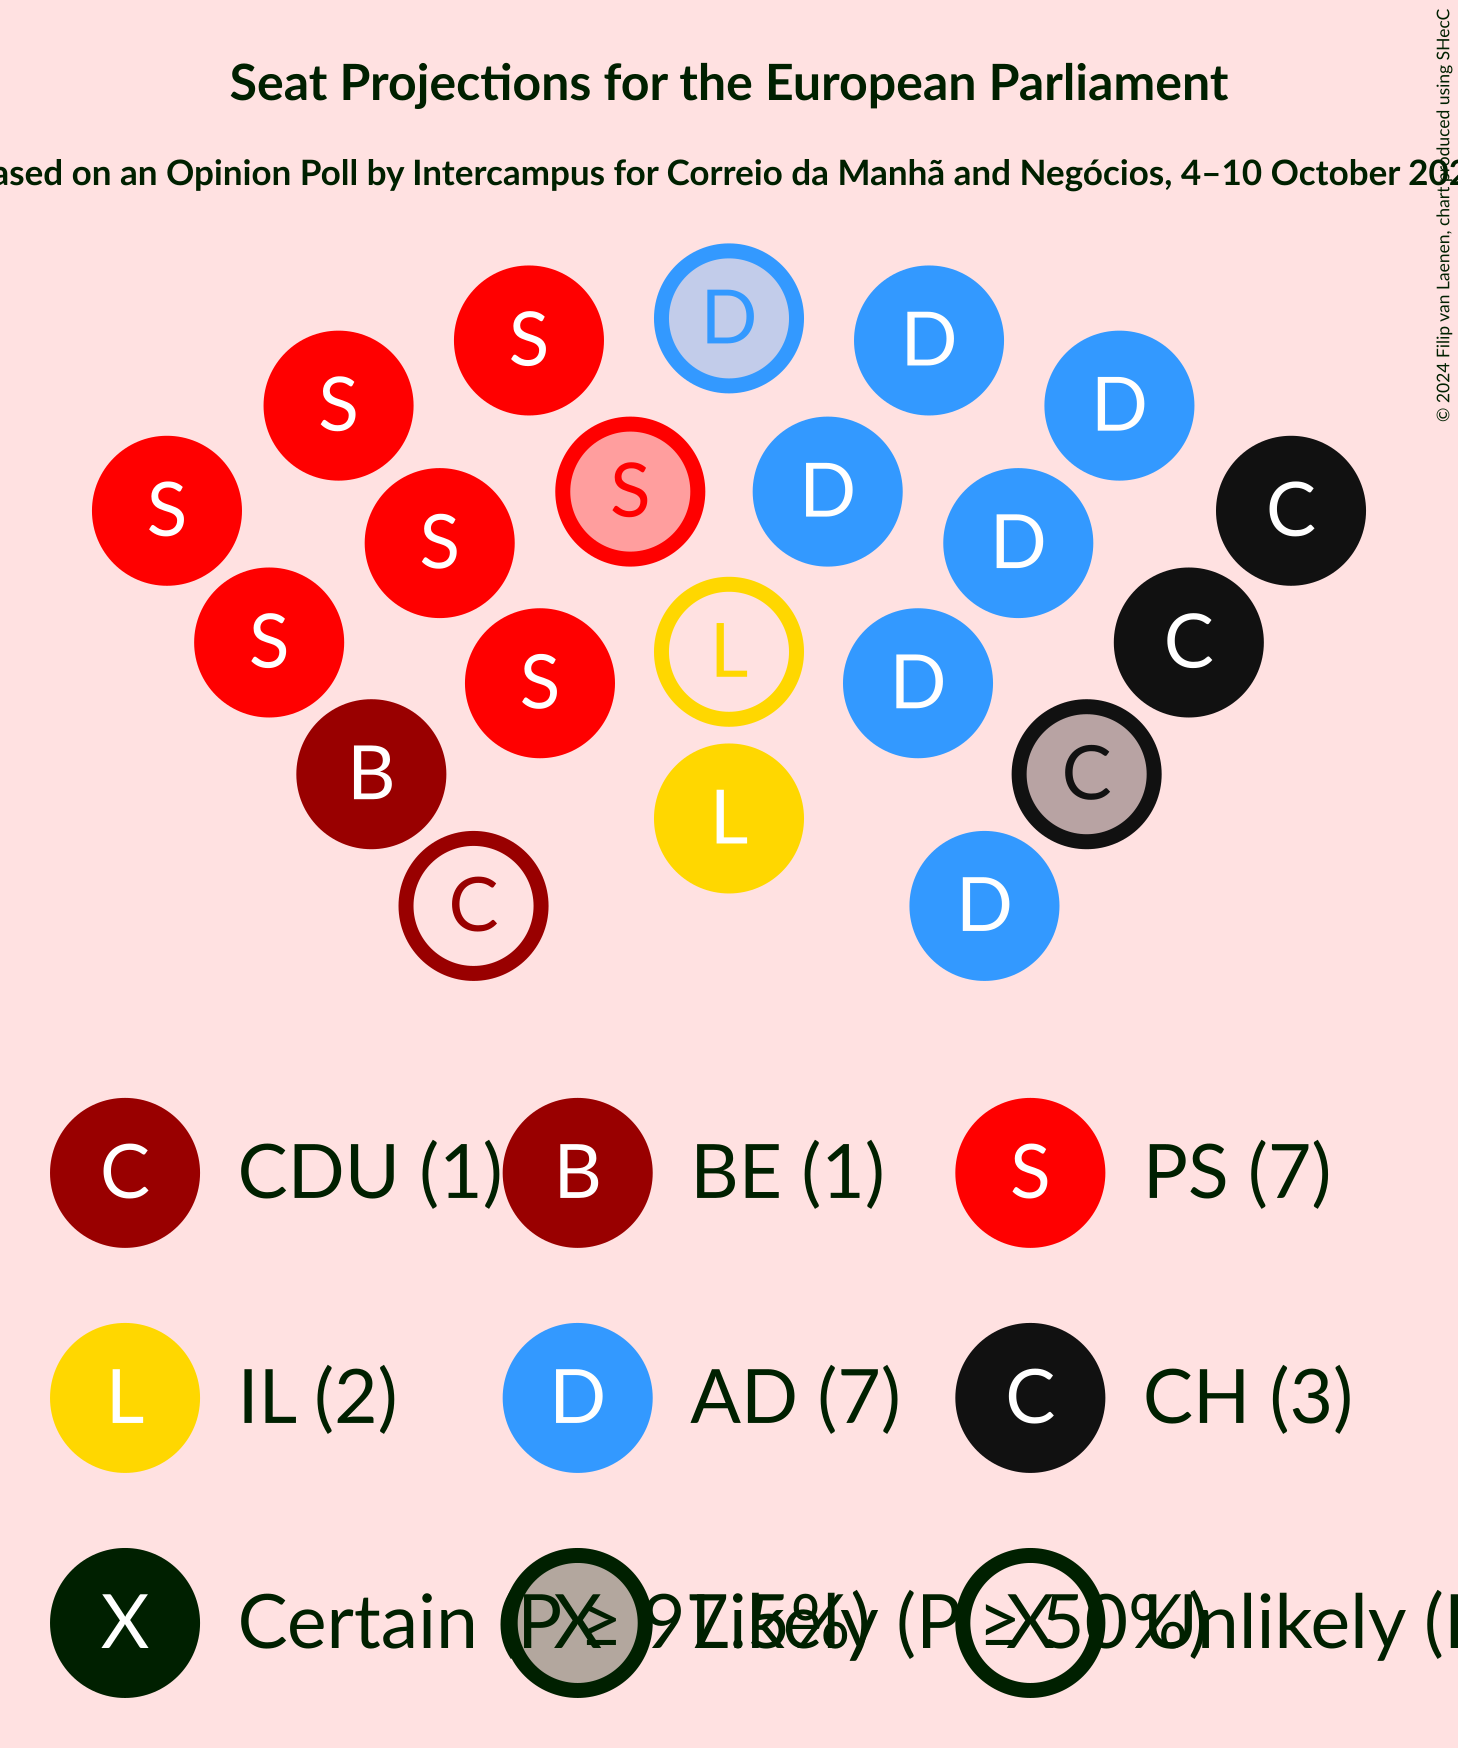 Seat Projections for the European Parliament
on an Opinion Poll by Intercampus for Correio da Manhã and Negócios, 4–10 October
© 2024 Filip van Laenen, chart produced using SHecC
D
S D
S D
S D
S C
S D
S C
L
S D
B C
L
C D
C CDU (1) B BE (1) S PS (7)
L IL (2) D AD (7) C CH (3)
X Certain (P ≥ 97.5%) X Likely (P ≥ 50%) X Unlikely